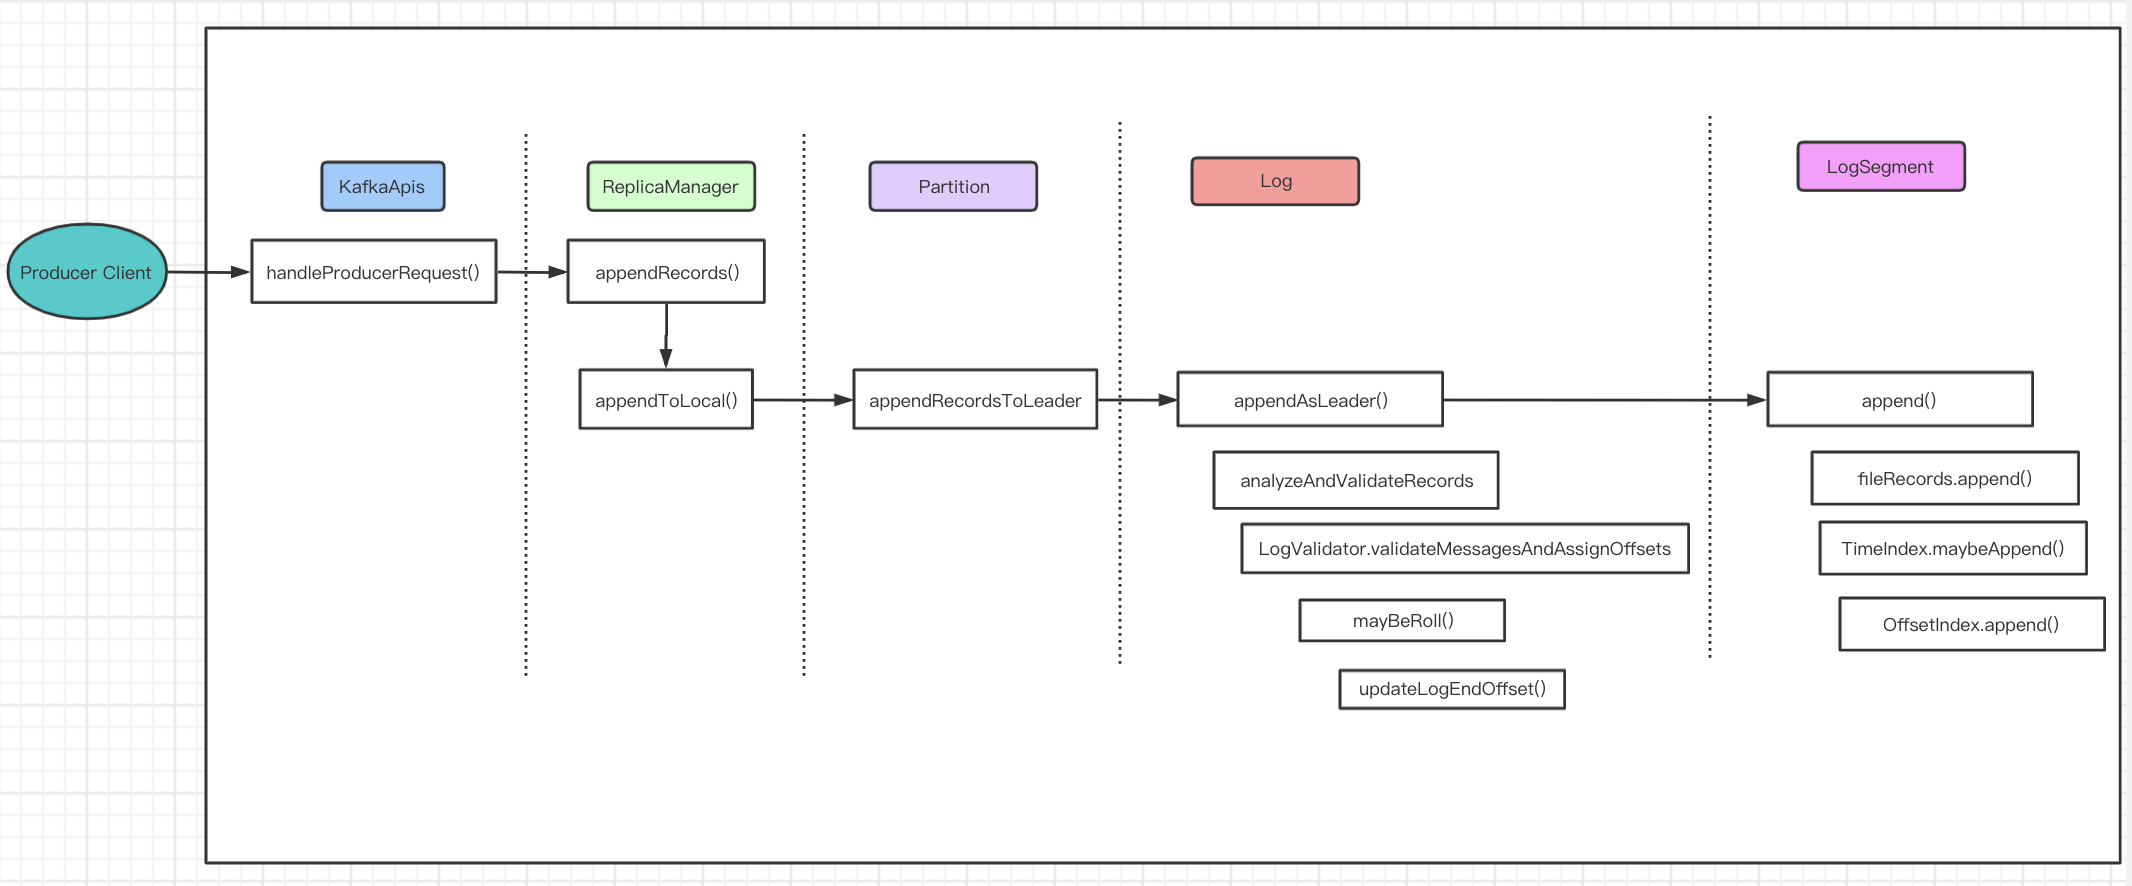 KafkaApis
ReplicaManager
Partition
Log
LogSegment
Producer Client
handleProducerRequest()
appendRecords()
appendToLocal()
appendRecordsToLeader
appendAsLeader()
append()
analyzeAndValidateRecords
fileRecords.append()
LogValidator.validateMessagesAndAssignOffsets
TimeIndex.maybeAppend()
mayBeRoll()
OffsetIndex.append()
updateLogEndOffset()